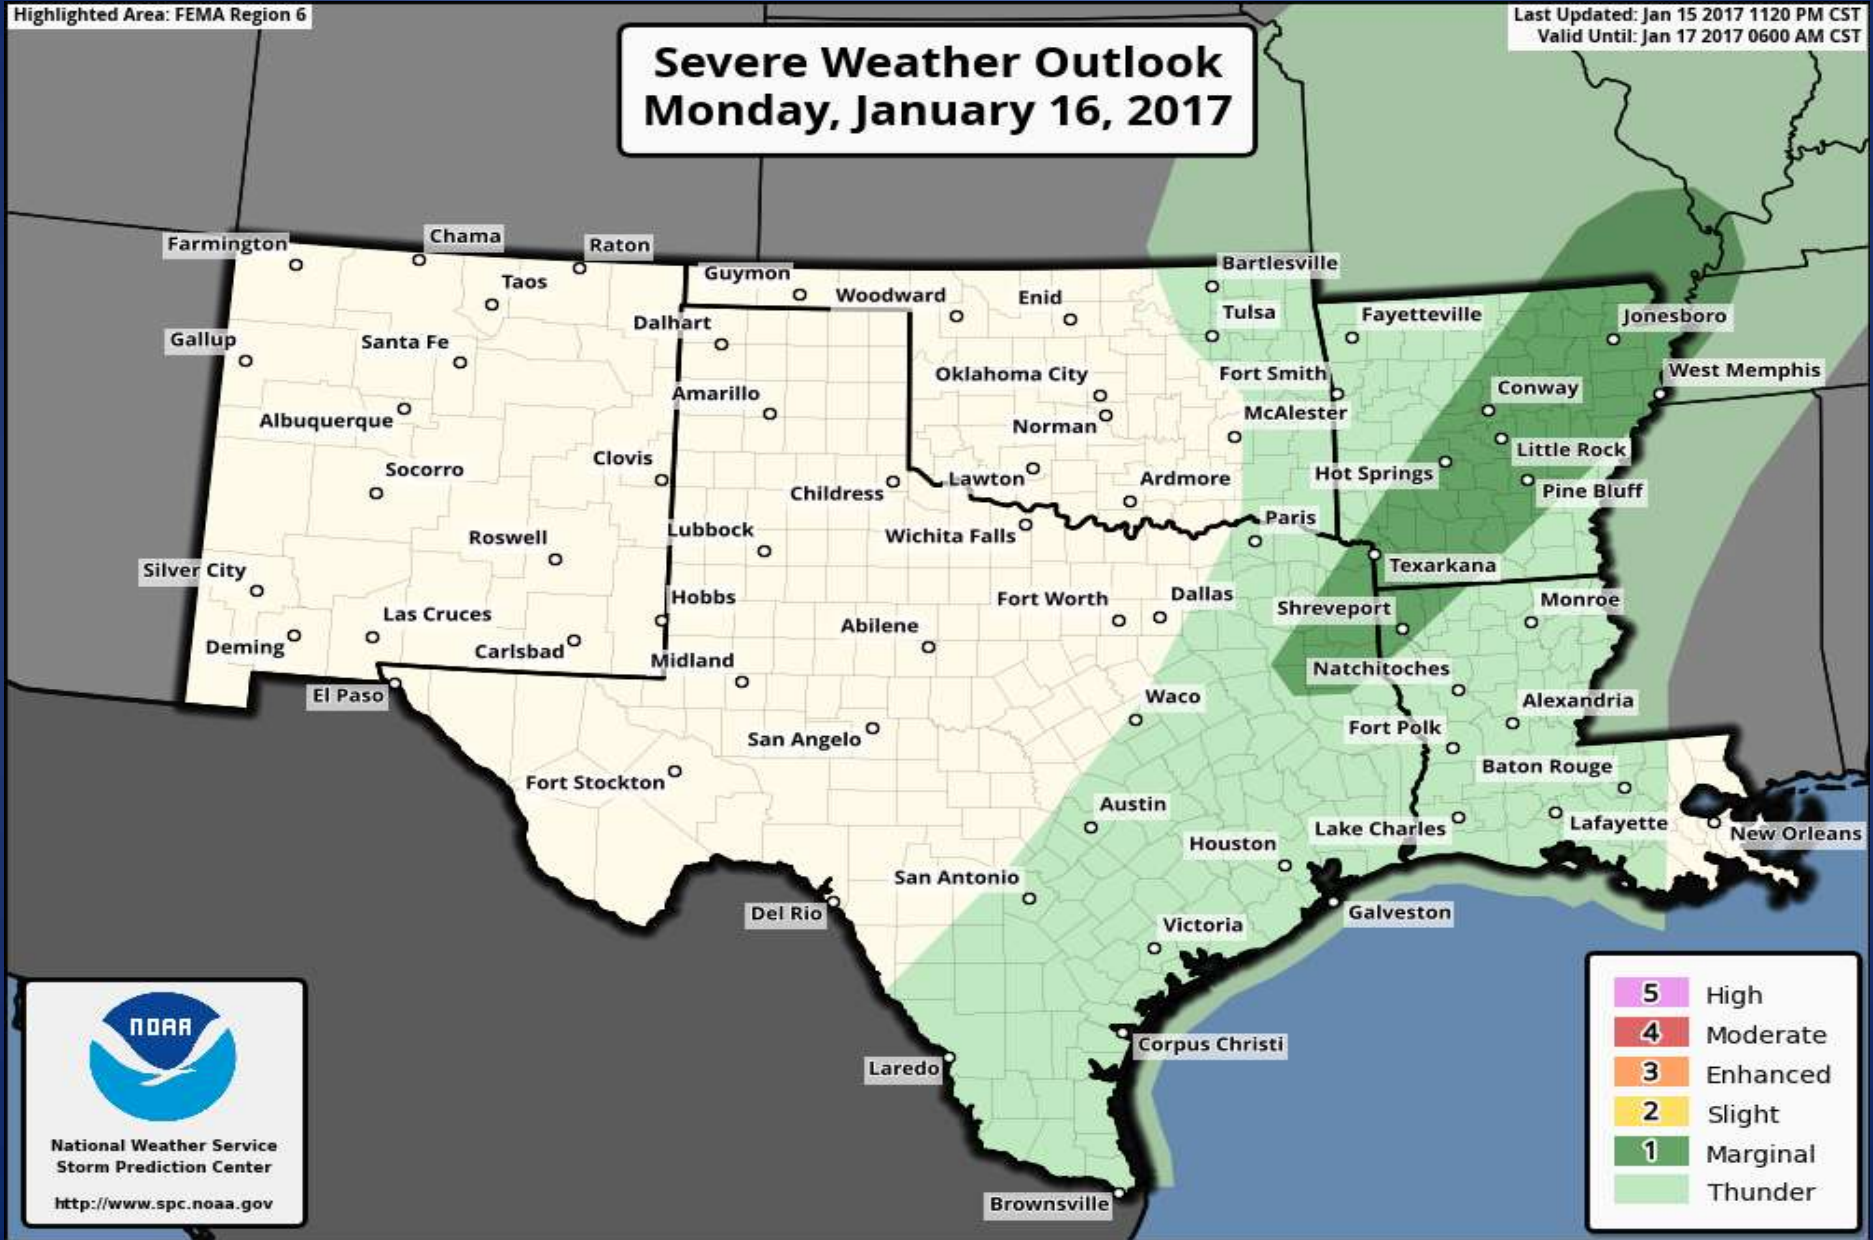 Highlighted Area: FEMA Region 6
Last Updated: Jan 15 2017 1120 PM CST
Valid Until: Jan 17 2017 0600 AM CST
Severe Weather Outlook
Monday, January 16, 2017
Farmington
Chama
Raton
Taos
Guymon
Woodward
Enid
Bartlesville
Tulsa
Fayetteville
Jonesboro
Gallup
Santa Fe
Dalhart
Oklahoma City
Fort Smith
Conway
West Memphis
Albuquerque
Amarillo
Norman
McAlester
Little Rock
Socorro
Clovis
Childress
Lawton
Ardmore
Hot Springs
Pine Bluff
Roswell
Lubbock
Wichita Falls
Paris
Texarkana
Silver City
Las Cruces
Hobbs
Fort Worth
Dallas
Shreveport
Monroe
Deming
Carlsbad
Abilene
Midland
Natchitoches
El Paso
Waco
Alexandria
San Angelo
Fort Polk
Fort Stockton
Baton Rouge
Austin
Lake Charles
Lafayette
New Orleans
Houston
San Antonio
Del Rio
Victoria
Galveston
Corpus Christi
Laredo
Brownsville
NOAA
National Weather Service
Storm Prediction Center
http://www.spc.noaa.gov
5 High
4 Moderate
3 Enhanced
2 Slight
1 Marginal
Thunder